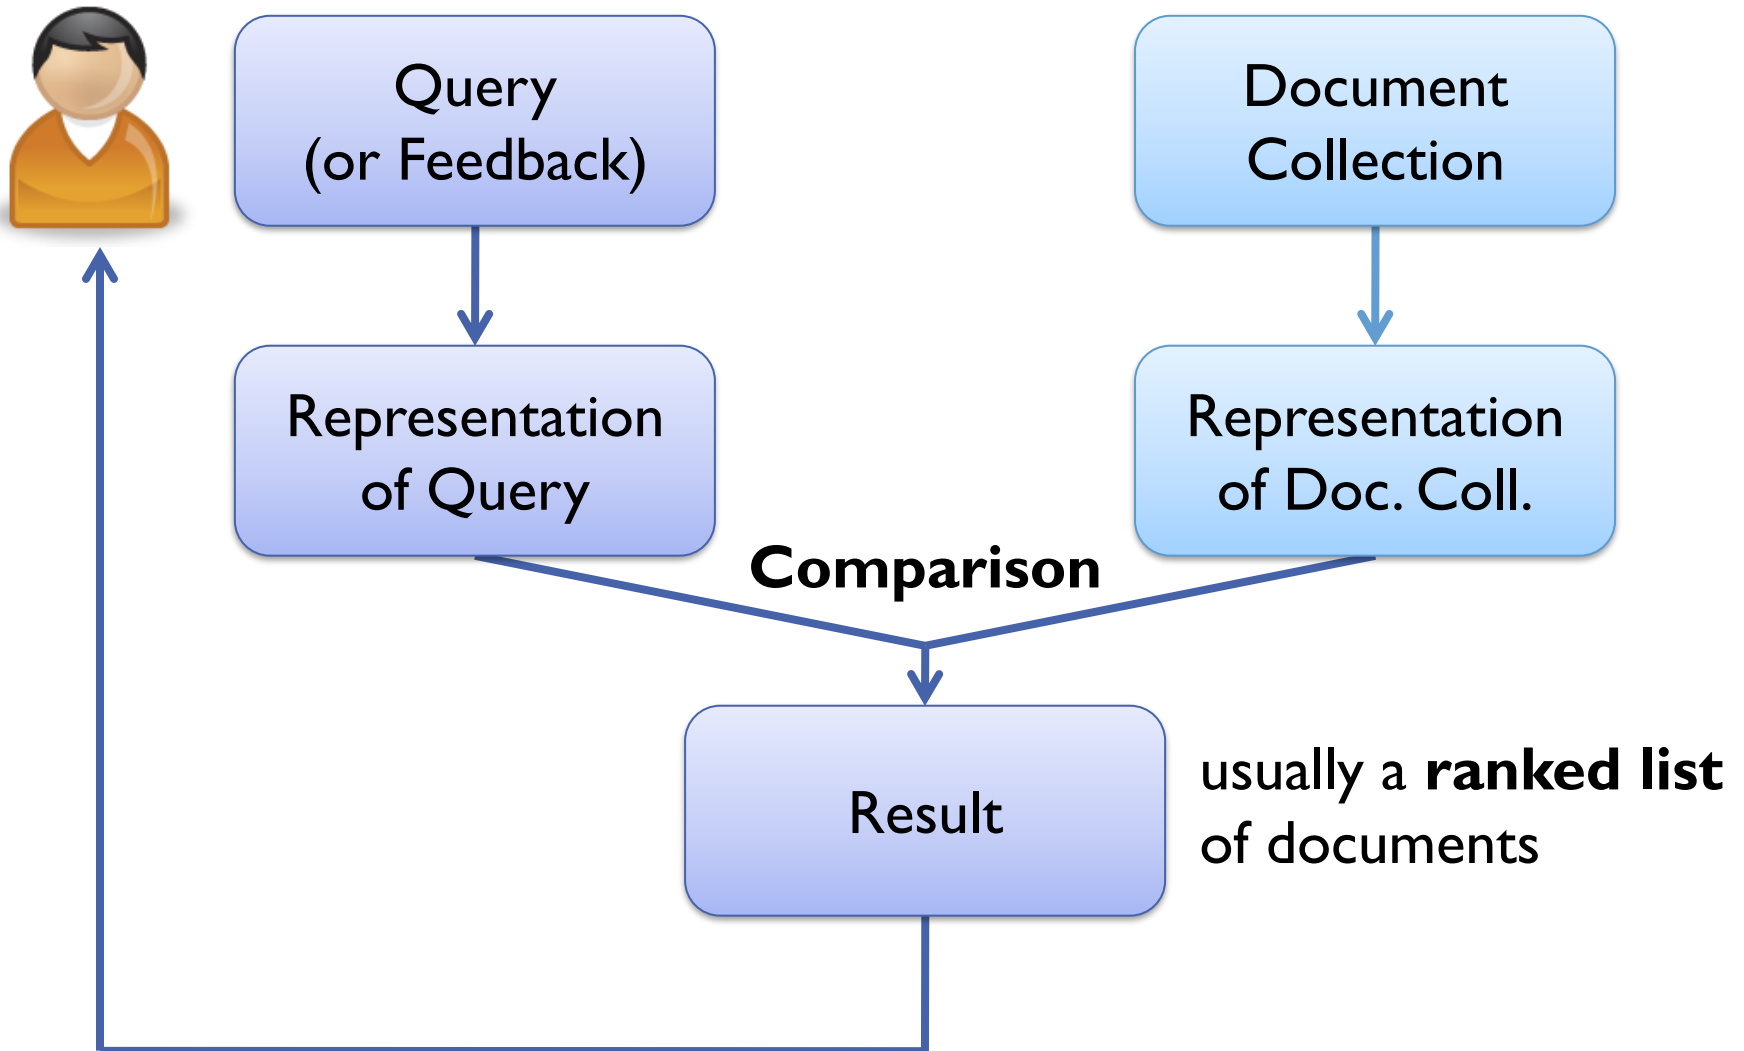 Query
(or Feedback)
Document
Collection
Representation
of Query
Representation
of Doc. Coll.
Comparison
Result
usually a ranked list
of documents